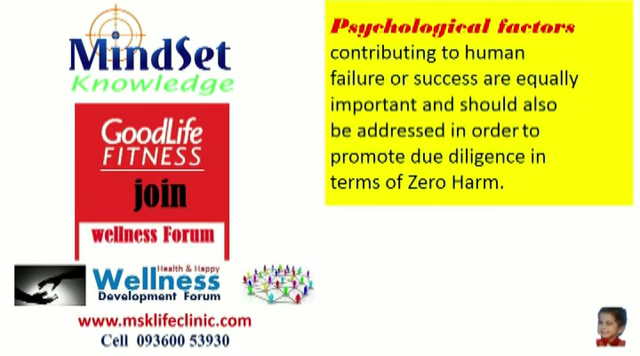 MindSet
Knowledge
GoodLife
FITNESS
join
wellness Forum
Health & Happy
Wellness
Development Forum
www.msklifeclinic.com
Cell 093600 53930
Psychological factors
contributing to human
failure or success are equally
important and should also
be addressed in order to
promote due diligence in
terms of Zero Harm.